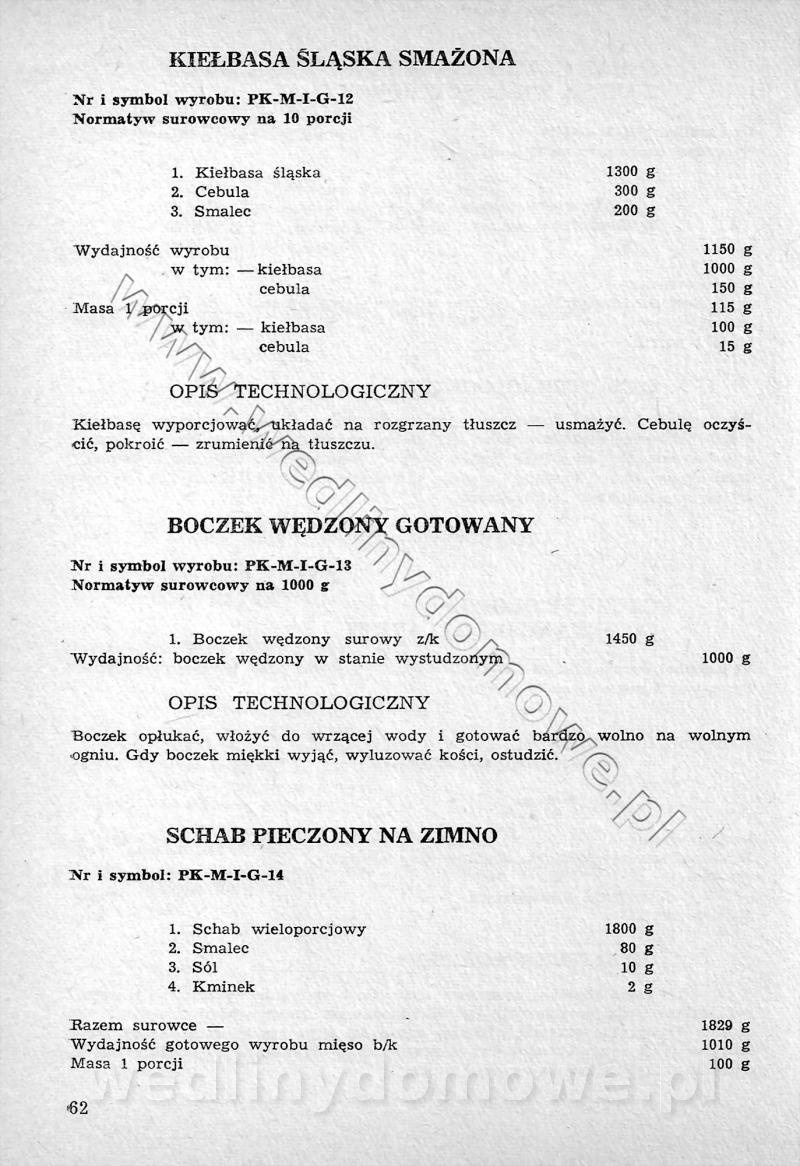 KIEŁBASA ŚLĄSKA SMAŻONA
Nr i symbol wyrobu: PK-M-I-G-12
Normatyw surowcowy na 10 porcji
1. Kiełbasa śląska 1300 g
2. Cebula 300 g
3. Smalec 200 g
Wydajność wyrobu 1150 g
w tym: — kiełbasa 1000 g
cebula 150 g
Masa 1 porcji 115 g
w tym: — kiełbasa 100 g
cebula 15 g
OPIS TECHNOLOGICZNY
Kiełbasę wyporcjować, układać na rozgrzany tłuszcz — usmażyć. Cebulę oczyś-
cić, pokroić — zrumienić na tłuszczu.
BOCZEK WĘDZONY GOTOWANY
Nr i symbol wyrobu: PK-M-I-G-13
Normatyw surowcowy na 1000 g
1. Boczek wędzony surowy z/k 1450 g
Wydajność: boczek wędzony w stanie wystudzonym 1000 g
OPIS TECHNOLOGICZNY
Boczek opłukać, włożyć do wrzącej wody i gotować bardzo wolno na wolnym
ogniu. Gdy boczek miękki wyjąć, wyluzować kości, ostudzić.
SCHAB PIECZONY NA ZIMNO
Nr i symbol: PK-M-I-G-14
1. Schab wieloporcjowy 1800 g
2. Smalec 80 g
3. Sól 10 g
4. Kminek 2 g
Razem surowce — 1829 g
Wydajność gotowego wyrobu mięso b/k 1010 g
Masa 1 porcji 100 g
62
www.wedlinydomowe.pl
wedlinydomowe.pl